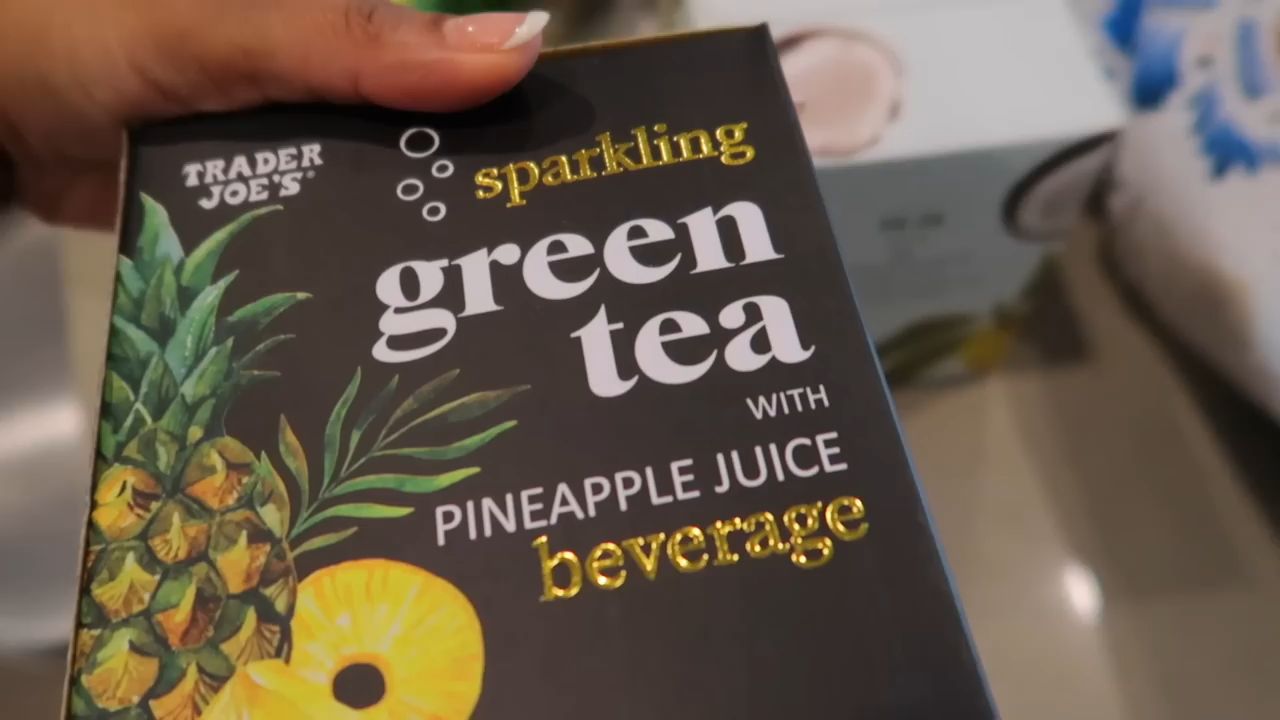 TRADER
JOE'S
sparkling
green
tea
WITH
PINEAPPLE JUICE
beverage